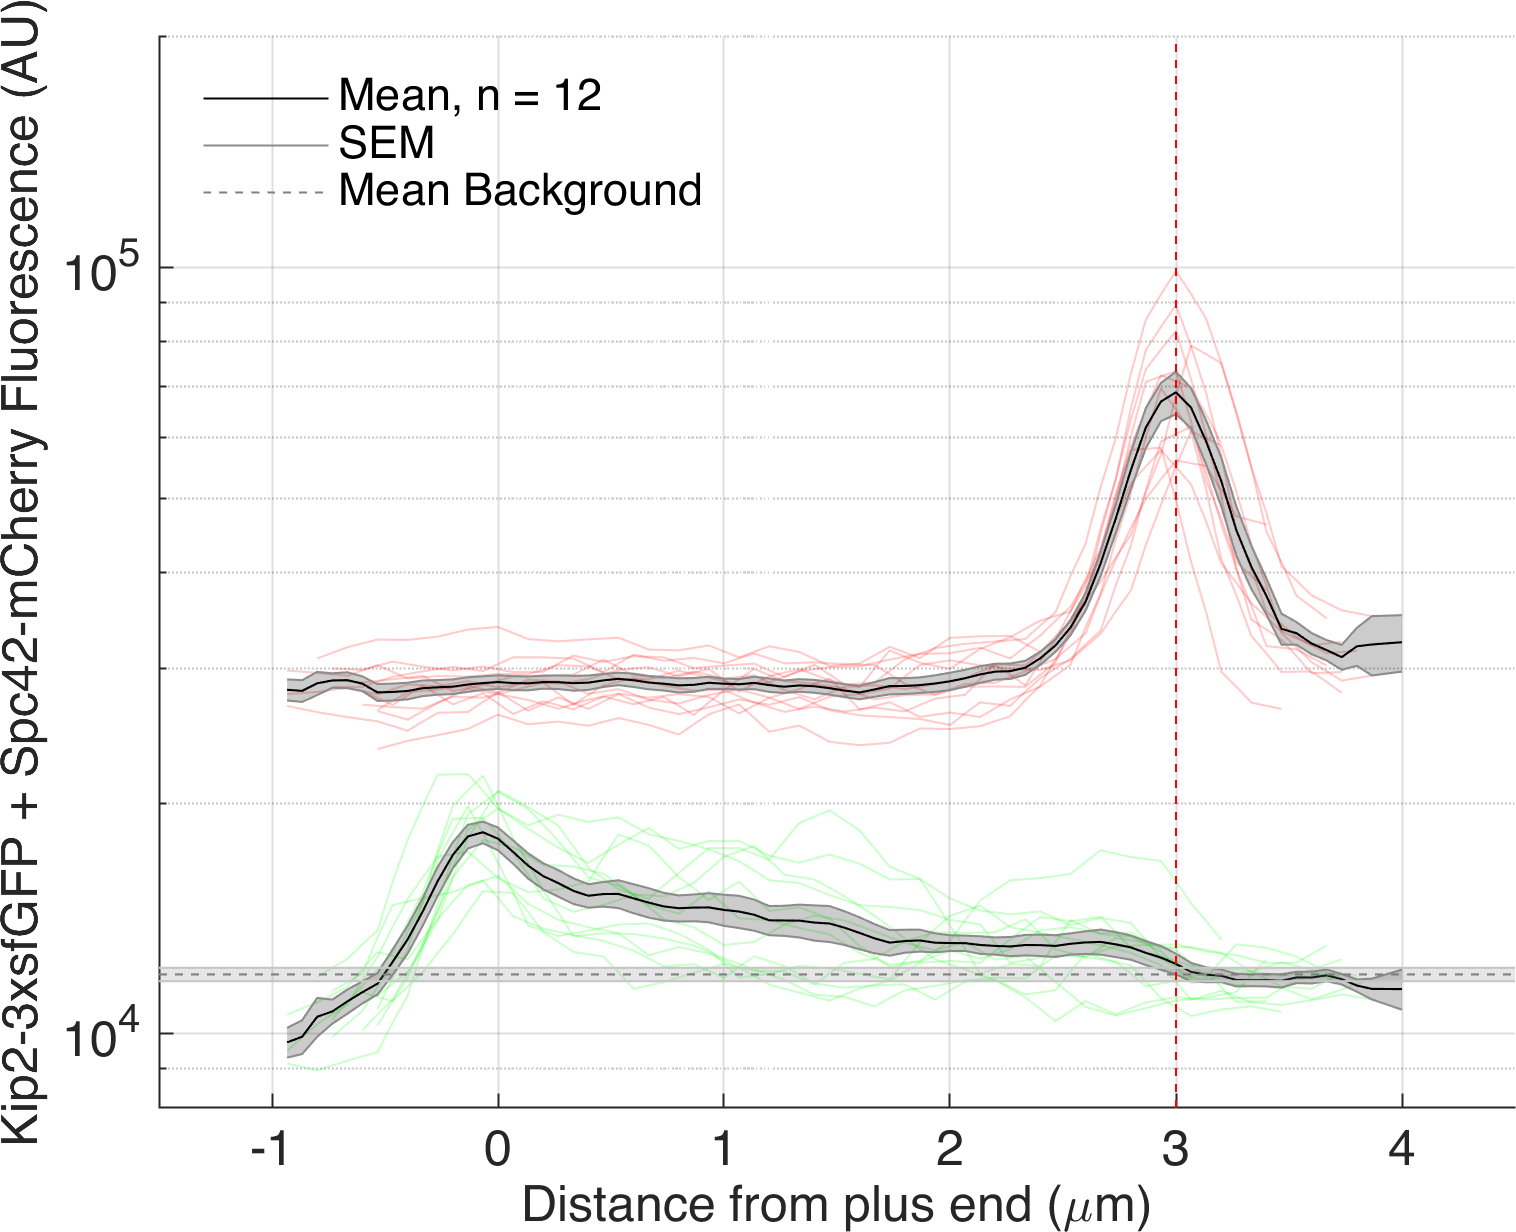 Kip2-3xsfGFP + Spc42-mCherry Fluorescence (AU)
Mean, n = 12
SEM
Mean Background
10^5
10^4
-1 0 1 2 3 4
Distance from plus end (μm)